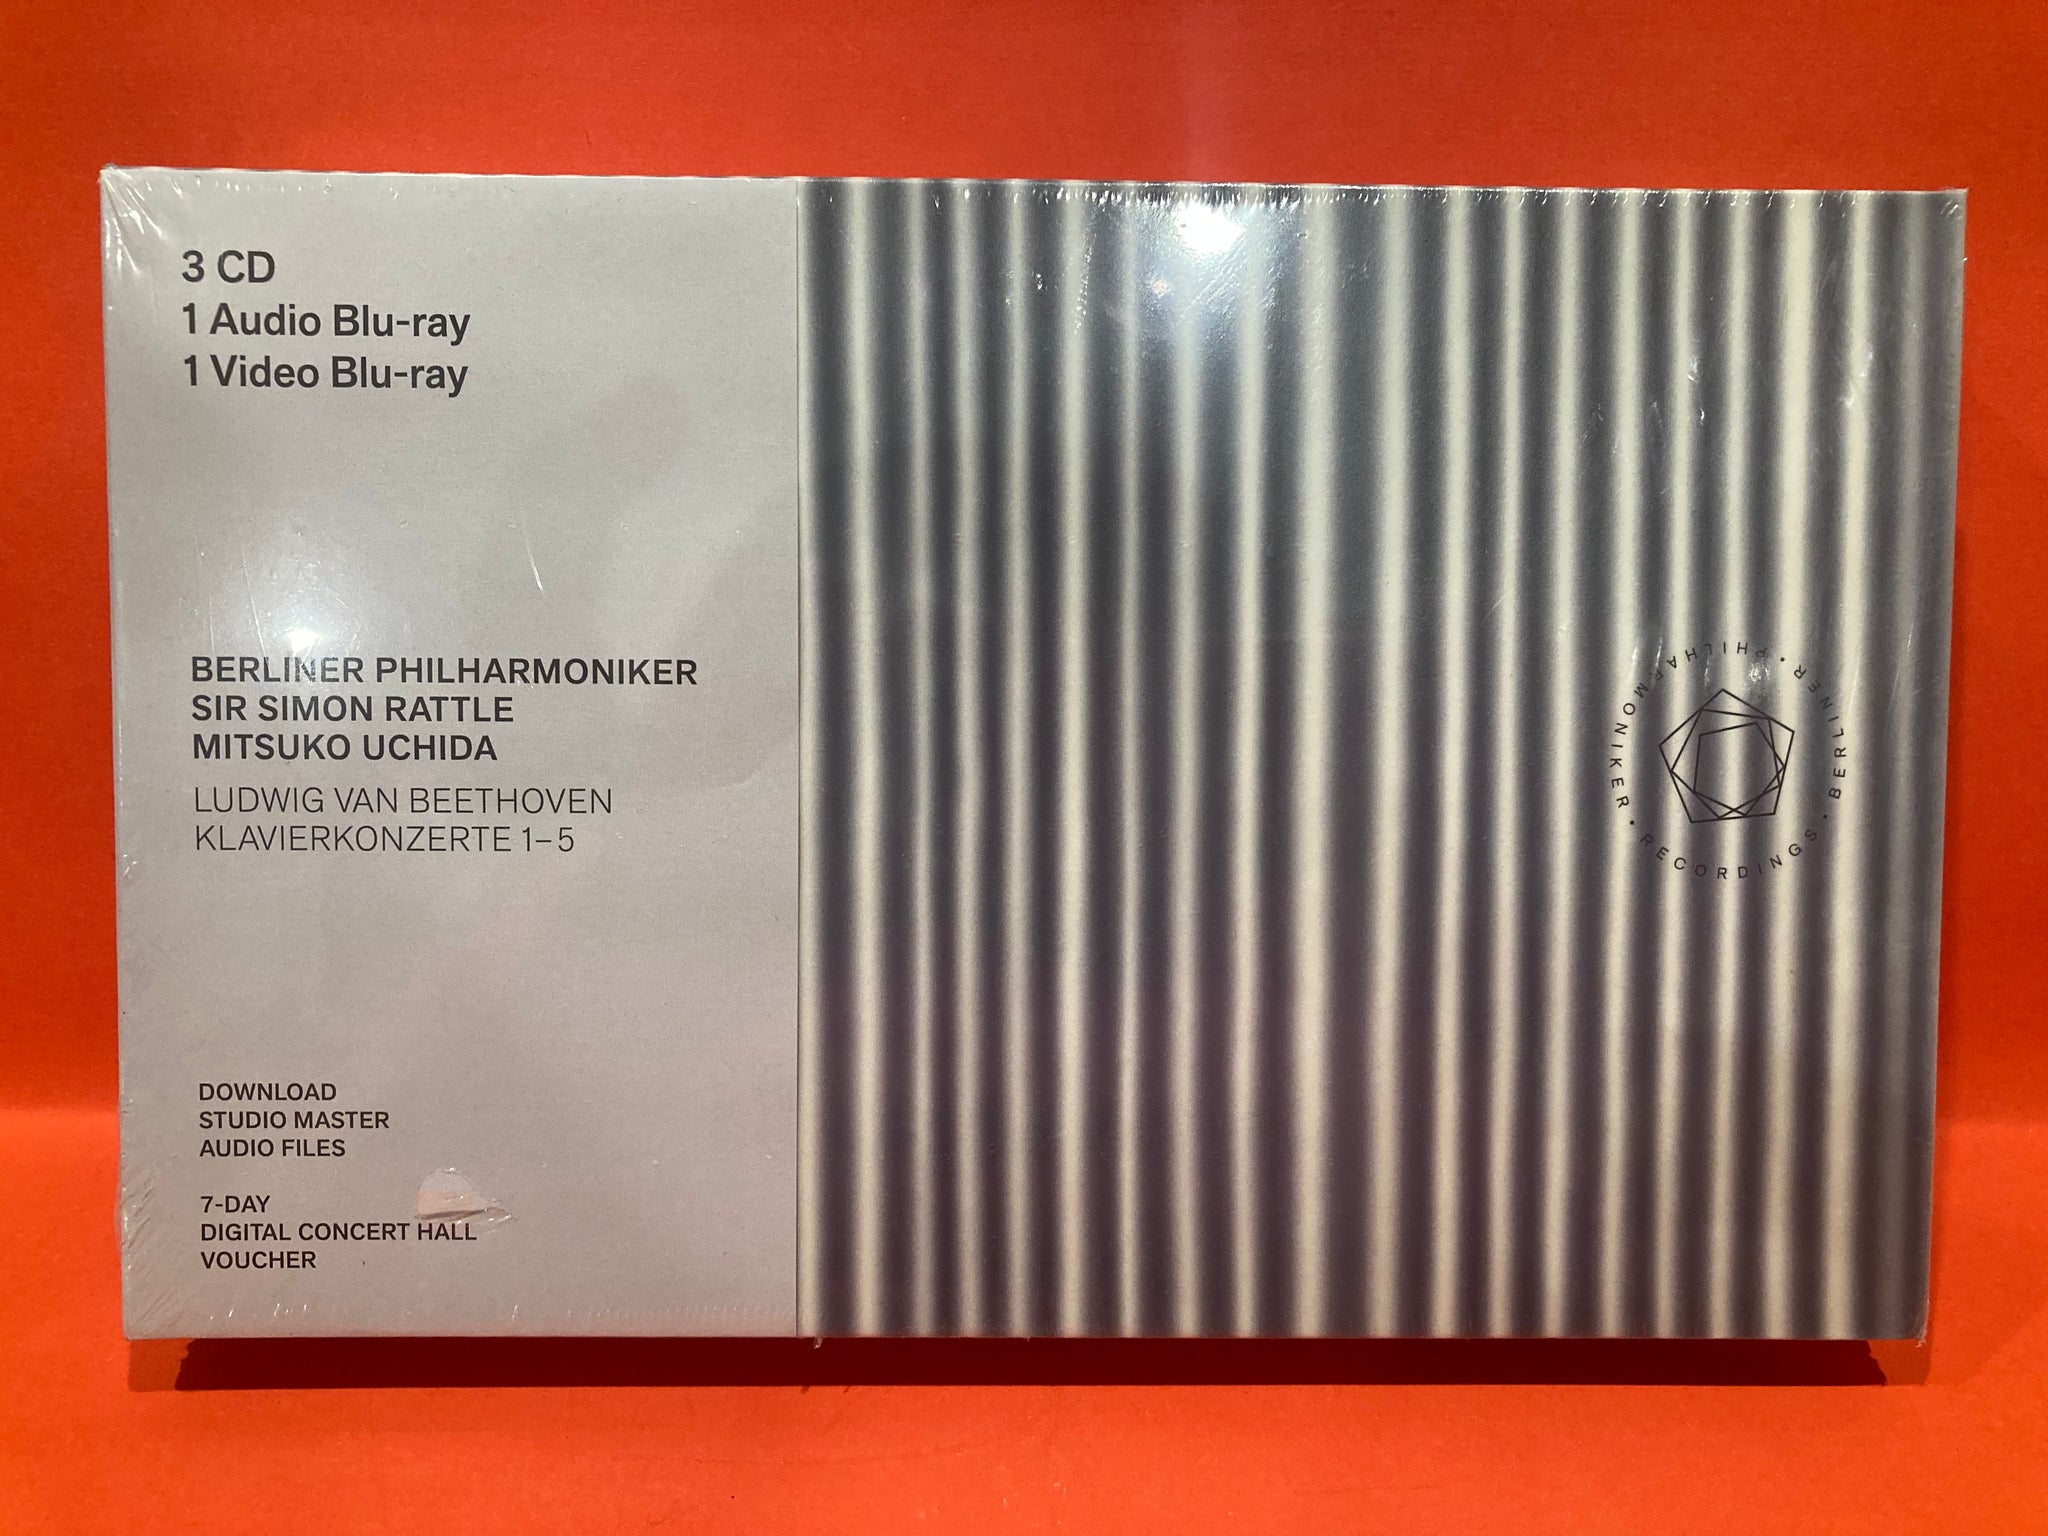 3 CD
1 Audio Blu-ray
1 Video Blu-ray
BERLINER PHILHARMONIKER
SIR SIMON RATTLE
MITSUKO UCHIDA
LUDWIG VAN BEETHOVEN
KLAVIERKONZERTE 1–5
DOWNLOAD
STUDIO MASTER
AUDIO FILES
7-DAY
DIGITAL CONCERT HALL
VOUCHER
BERLINER • PHILHARMONIKER • RECORDINGS •